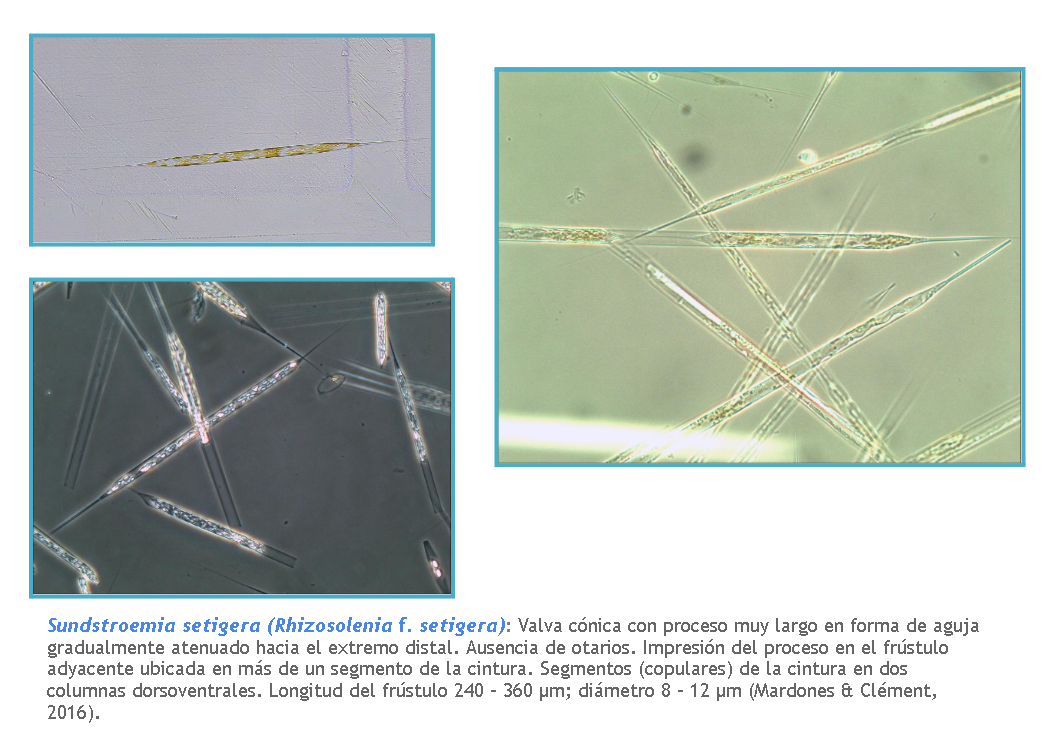 Sundstroemia setigera (Rhizosolenia f. setigera): Valva cónica con proceso muy largo en forma de aguja
gradualmente atenuado hacia el extremo distal. Ausencia de otarios. Impresión del proceso en el frústulo
adyacente ubicada en más de un segmento de la cintura. Segmentos (copulares) de la cintura en dos
columnas dorsoventrales. Longitud del frústulo 240 - 360 µm; diámetro 8 - 12 µm (Mardones & Clément,
2016).